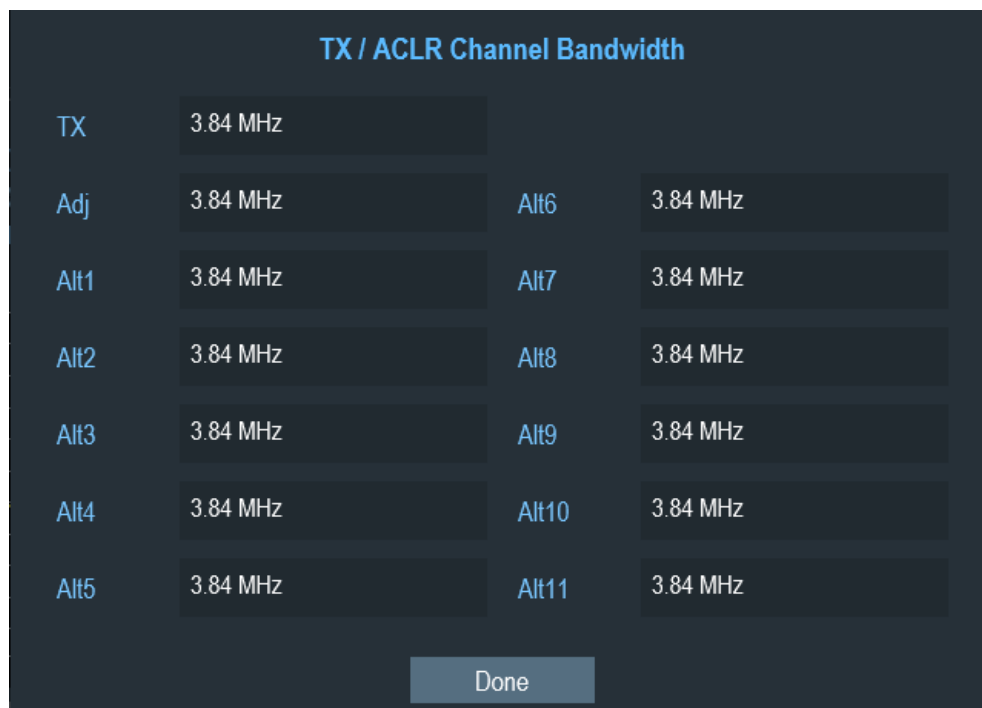 TX / ACLR Channel Bandwidth
TX 3.84 MHz
Adj 3.84 MHz Alt6 3.84 MHz
Alt1 3.84 MHz Alt7 3.84 MHz
Alt2 3.84 MHz Alt8 3.84 MHz
Alt3 3.84 MHz Alt9 3.84 MHz
Alt4 3.84 MHz Alt10 3.84 MHz
Alt5 3.84 MHz Alt11 3.84 MHz
Done